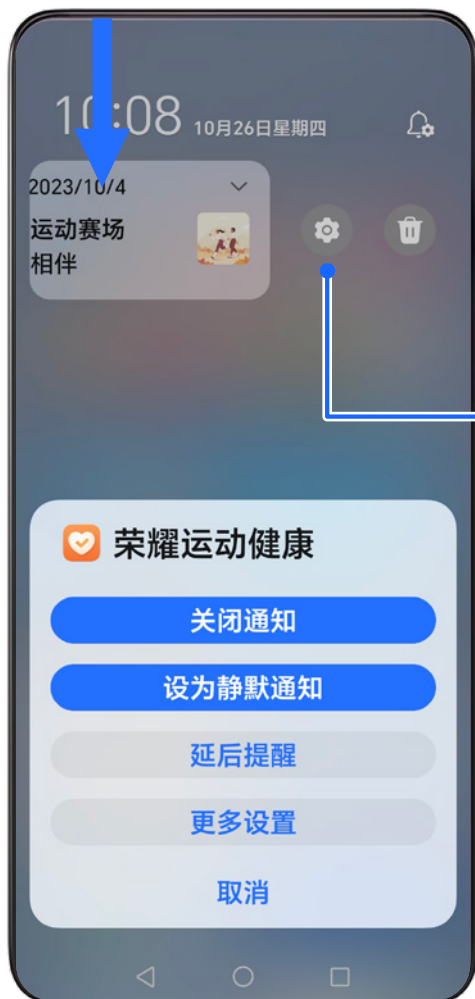 10:08 10月26日星期四
2023/10/4
运动赛场
相伴
荣耀运动健康
关闭通知
设为静默通知
延后提醒
更多设置
取消